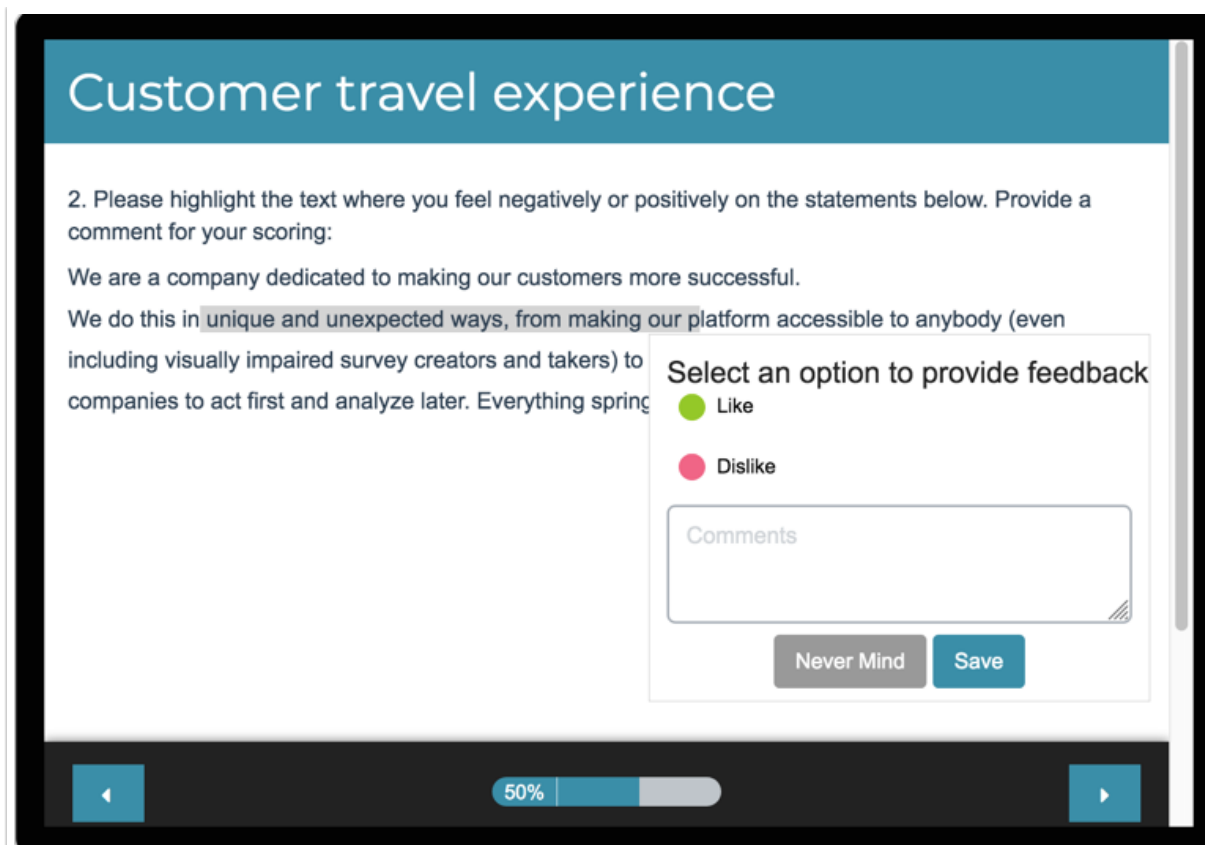 Customer travel experience
2. Please highlight the text where you feel negatively or positively on the statements below. Provide a
comment for your scoring:
We are a company dedicated to making our customers more successful.
We do this in unique and unexpected ways, from making our platform accessible to anybody (even
including visually impaired survey creators and takers) to
companies to act first and analyze later. Everything spring
Select an option to provide feedback
Like
Dislike
Comments
Never Mind
Save
50%